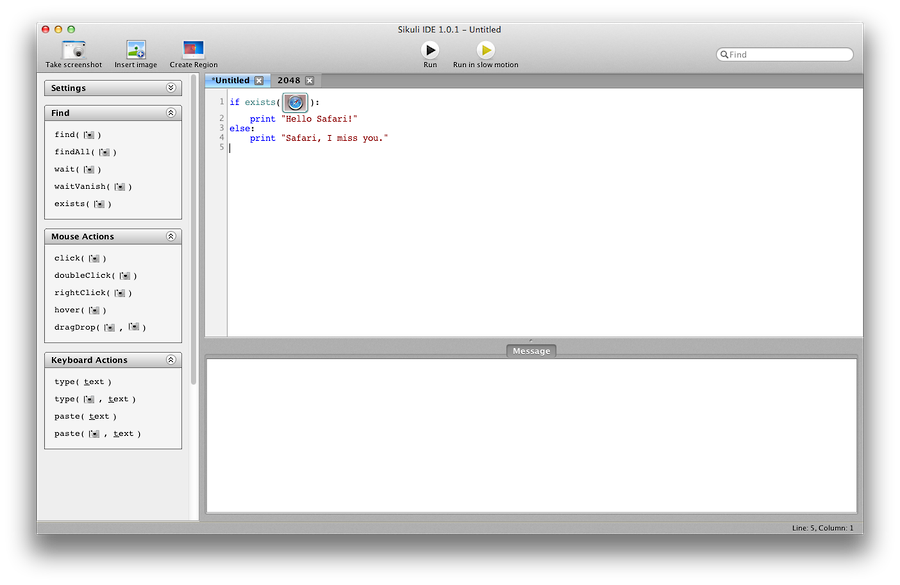 Sikuli IDE 1.0.1 – Untitled
Take screenshot Insert image Create Region Run Run in slow motion Find
Settings
Find
find( )
findAll( )
wait( )
waitVanish( )
exists( )
Mouse Actions
click( )
doubleClick( )
rightClick( )
hover( )
dragDrop( , )
Keyboard Actions
type( text )
type( , text )
paste( text )
paste( , text )
*Untitled 2048
1 if exists( ):
2 print "Hello Safari!"
3 else:
4 print "Safari, I miss you."
5
Message
Line: 5, Column: 1